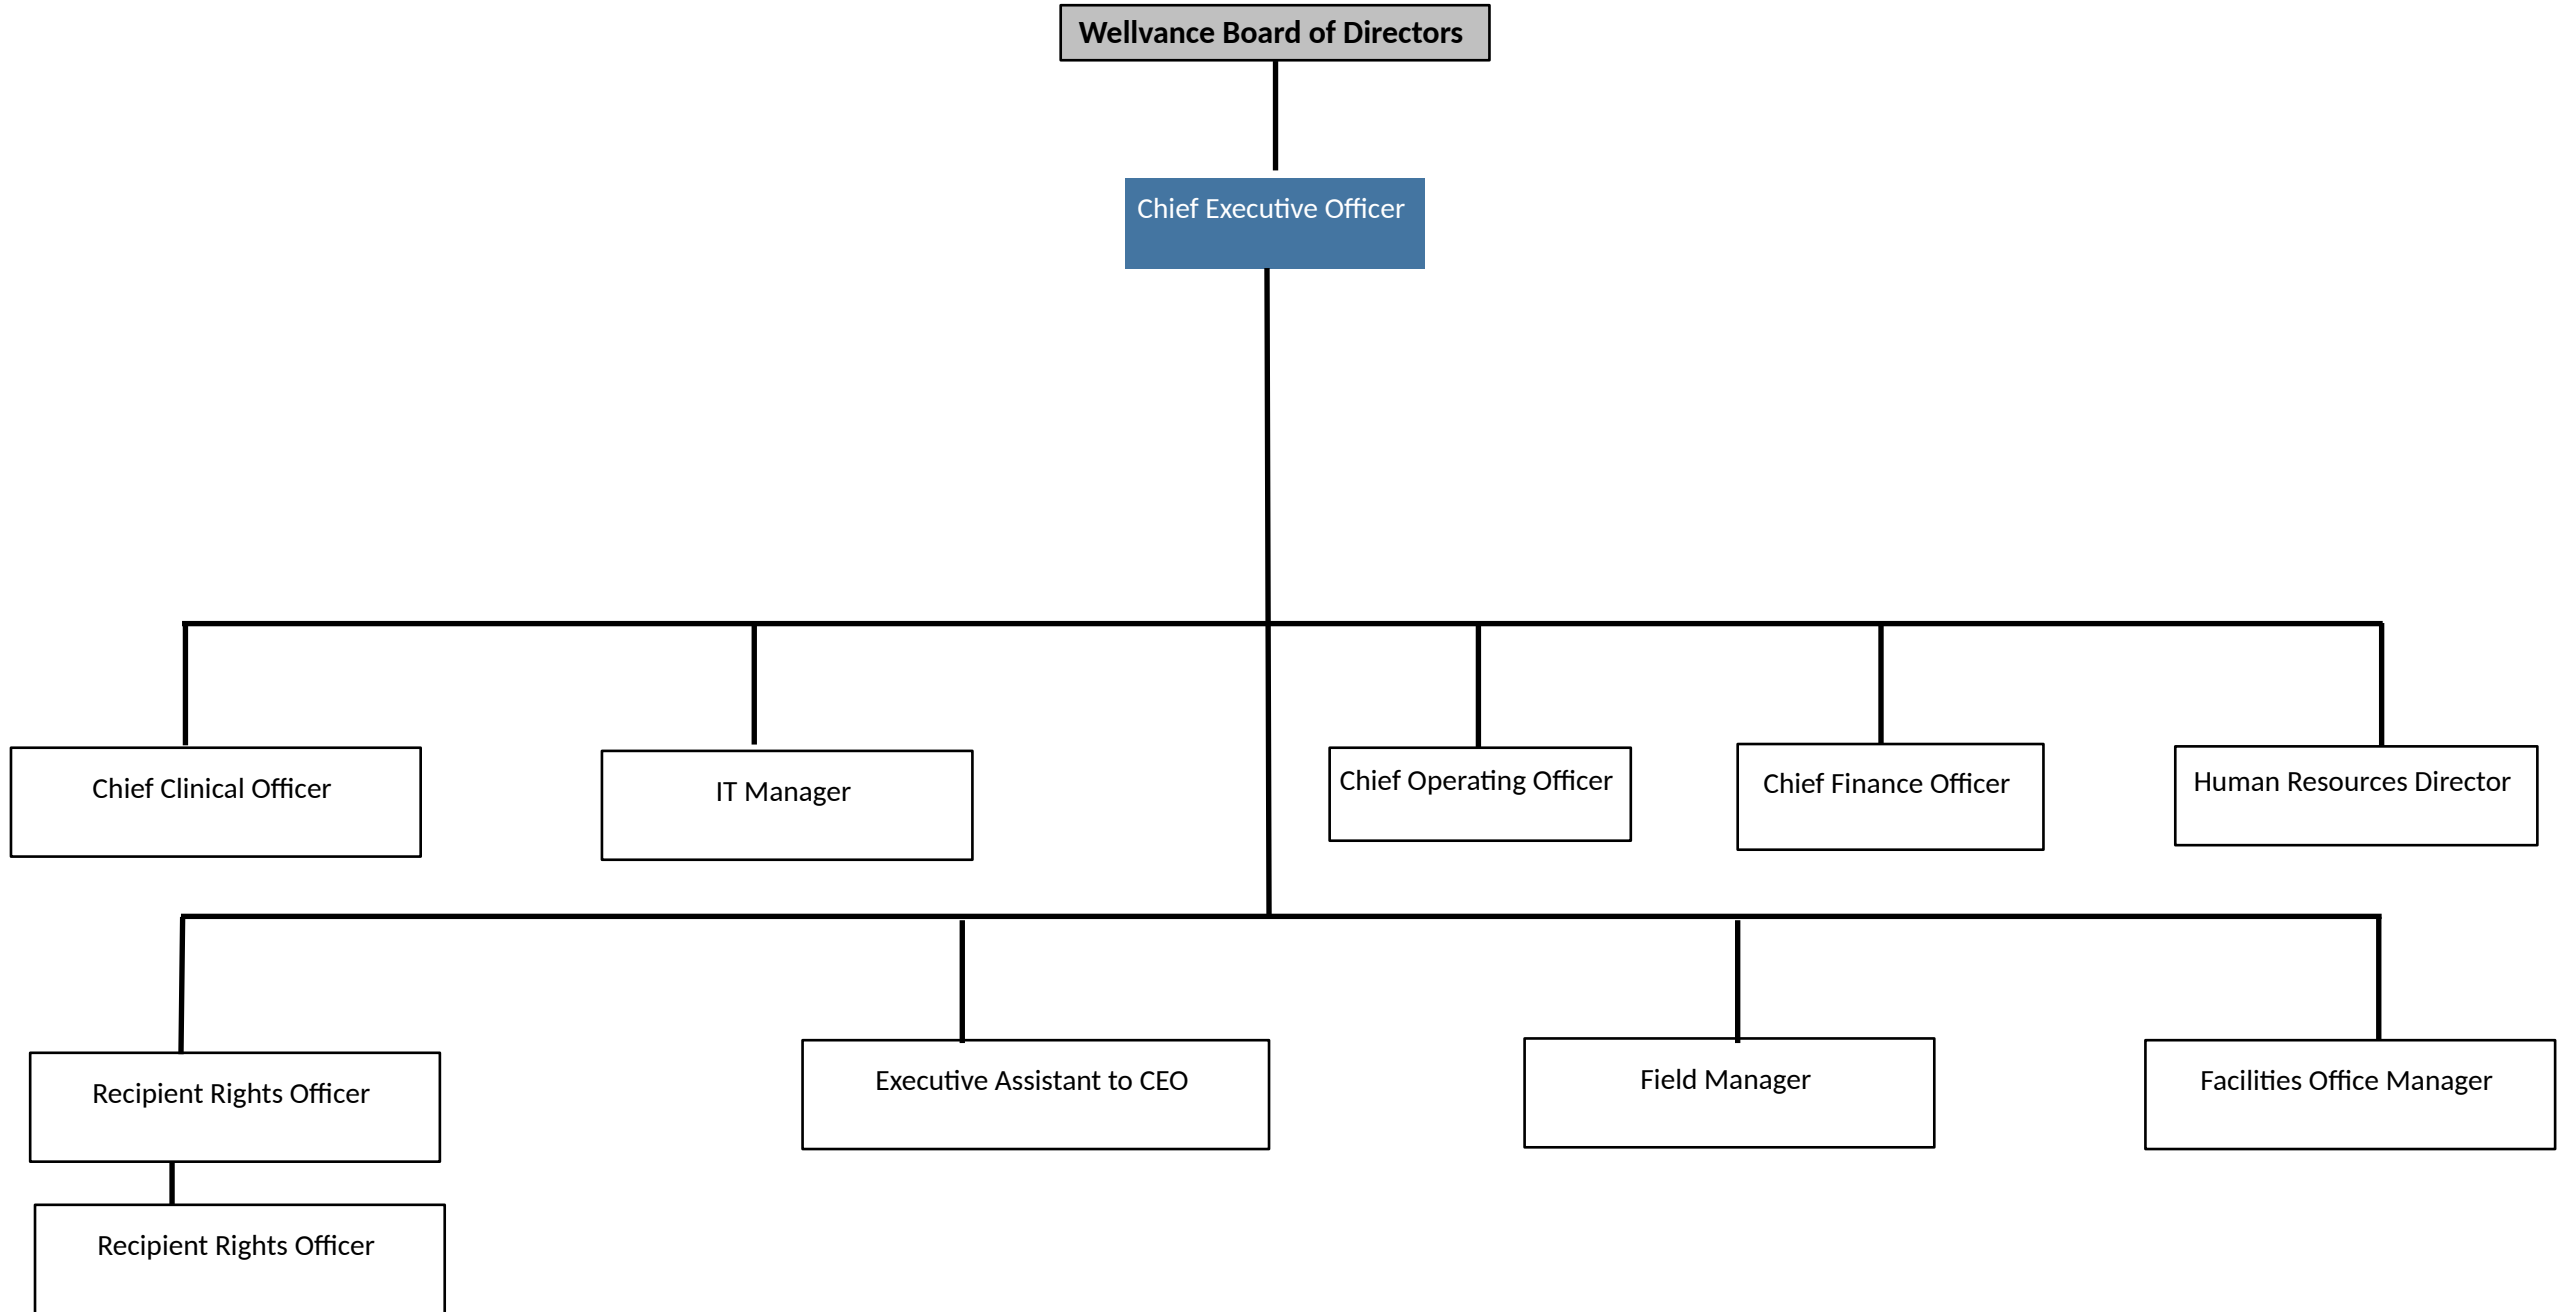 Wellvance Board of Directors
Chief Executive Officer
Chief Clinical Officer
IT Manager
Chief Operating Officer
Chief Finance Officer
Human Resources Director
Recipient Rights Officer
Executive Assistant to CEO
Field Manager
Facilities Office Manager
Recipient Rights Officer